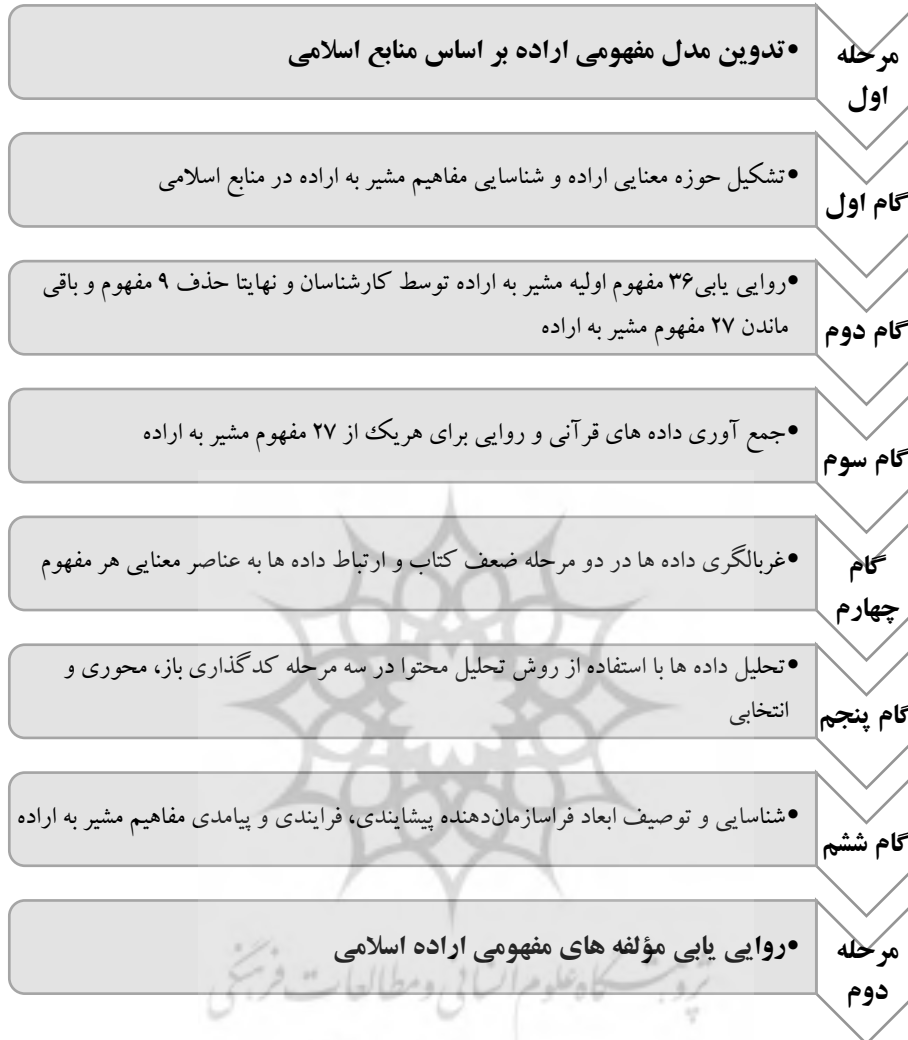 مرحله
اول
•تدوین مدل مفهومی اراده بر اساس منابع اسلامی
گام اول
•تشکیل حوزه معنایی اراده و شناسایی مفاهیم مشیر به اراده در منابع اسلامی
گام دوم
•روایی یابی۳۶ مفهوم اولیه مشیر به اراده توسط کارشناسان و نهایتا حذف ۹ مفهوم و باقی
ماندن ۲۷ مفهوم مشیر به اراده
گام سوم
•جمع آوری داده های قرآنی و روایی برای هریک از ۲۷ مفهوم مشیر به اراده
گام
چهارم
•غربالگری داده ها در دو مرحله ضعف کتاب و ارتباط داده ها به عناصر معنایی هر مفهوم
گام پنجم
•تحلیل داده ها با استفاده از روش تحلیل محتوا در سه مرحله کدگذاری باز، محوری و
انتخابی
گام ششم
•شناسایی و توصیف ابعاد فراسازمان‌دهنده پیشایندی، فرایندی و پیامدی مفاهیم مشیر به اراده
مرحله
دوم
•روایی یابی مؤلفه های مفهومی اراده اسلامی
پژوهشگاه علوم انسانی و مطالعات فرهنگی